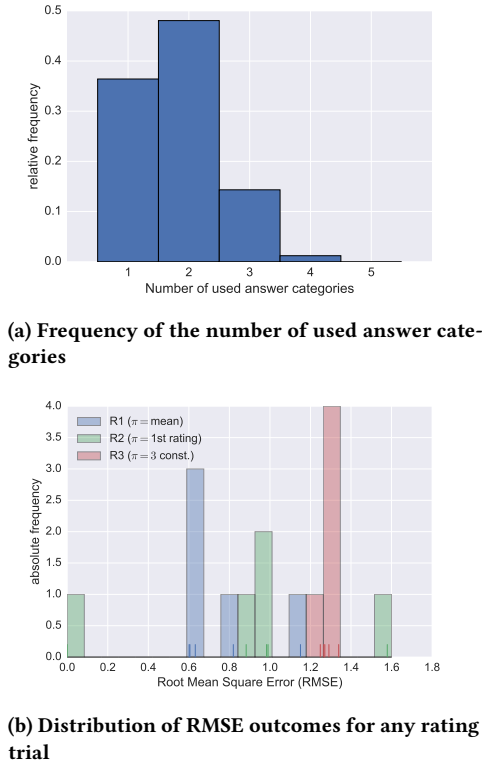 0.5
0.4
0.3
0.2
0.1
0.0
relative frequency
1 2 3 4 5
Number of used answer categories
(a) Frequency of the number of used answer cate-
gories
4.0
3.5
3.0
2.5
2.0
1.5
1.0
0.5
0.0
absolute frequency
R1 (π = mean)
R2 (π = 1st rating)
R3 (π = 3 const.)
0.0 0.2 0.4 0.6 0.8 1.0 1.2 1.4 1.6 1.8
Root Mean Square Error (RMSE)
(b) Distribution of RMSE outcomes for any rating
trial